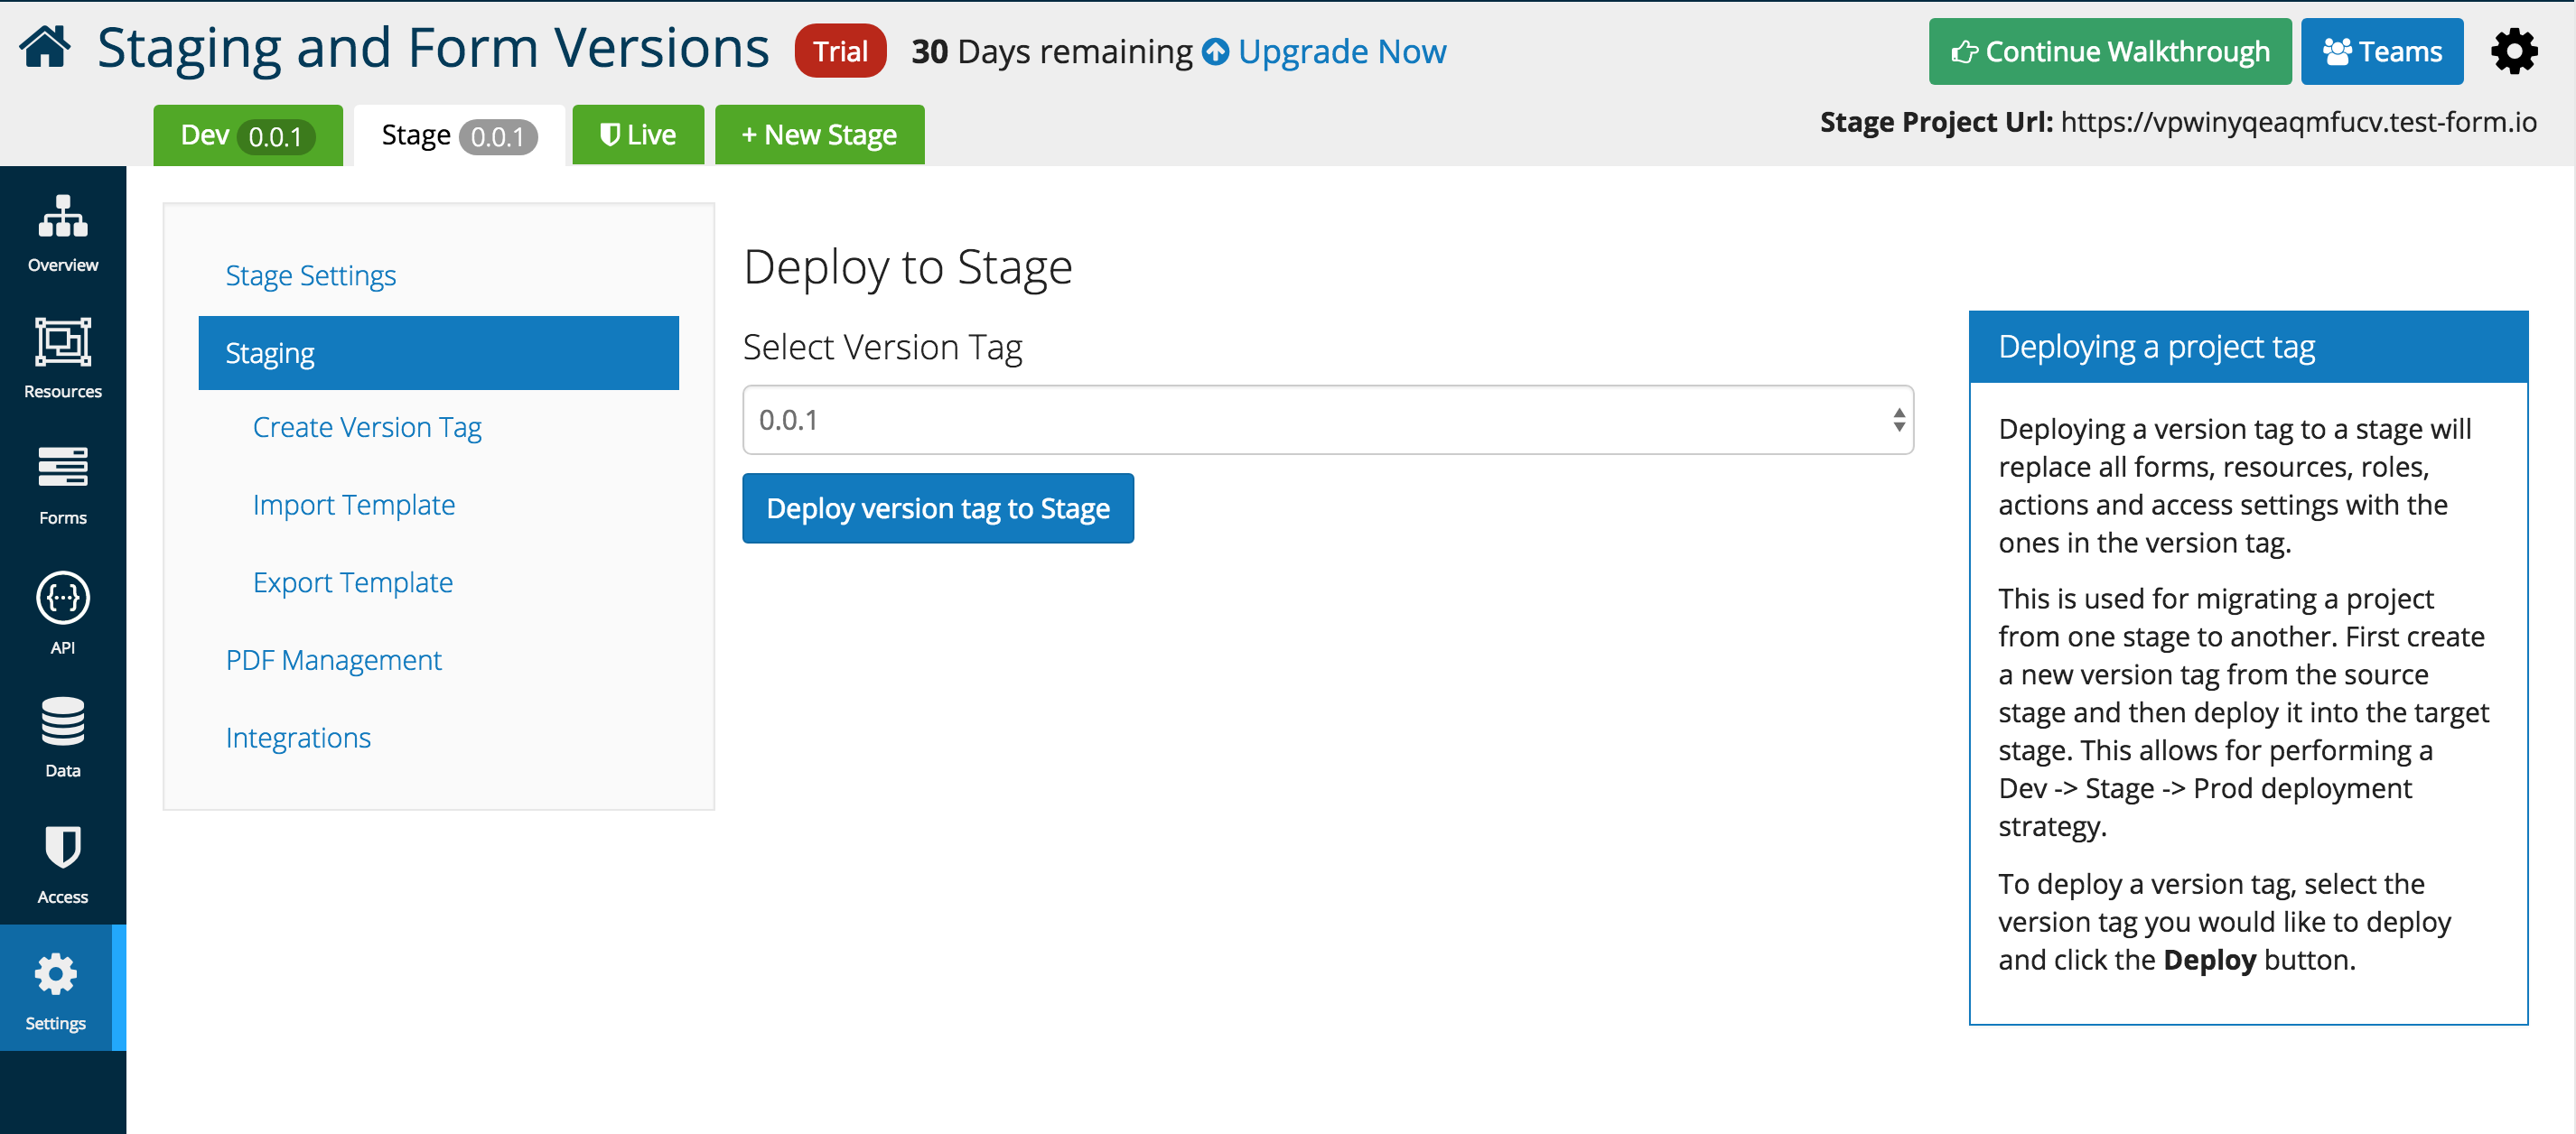 Staging and Form Versions Trial 30 Days remaining Upgrade Now Continue Walkthrough Teams
Dev 0.0.1 Stage 0.0.1 Live + New Stage Stage Project Url: https://vpwinyqeaqmfucv.test-form.io
Overview
Resources
Forms
API
Data
Access
Settings
Stage Settings
Staging
Create Version Tag
Import Template
Export Template
PDF Management
Integrations
Deploy to Stage
Select Version Tag
0.0.1
Deploy version tag to Stage
Deploying a project tag
Deploying a version tag to a stage will
replace all forms, resources, roles,
actions and access settings with the
ones in the version tag.
This is used for migrating a project
from one stage to another. First create
a new version tag from the source
stage and then deploy it into the target
stage. This allows for performing a
Dev -> Stage -> Prod deployment
strategy.
To deploy a version tag, select the
version tag you would like to deploy
and click the Deploy button.